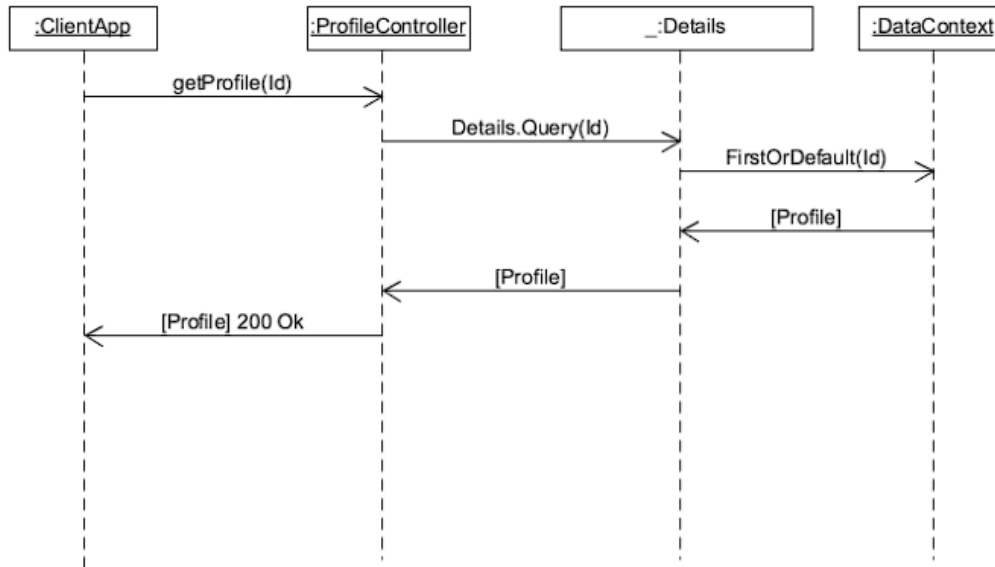 :ClientApp
:ProfileController
_:Details
:DataContext
getProfile(Id)
Details.Query(Id)
FirstOrDefault(Id)
[Profile]
[Profile]
[Profile] 200 Ok